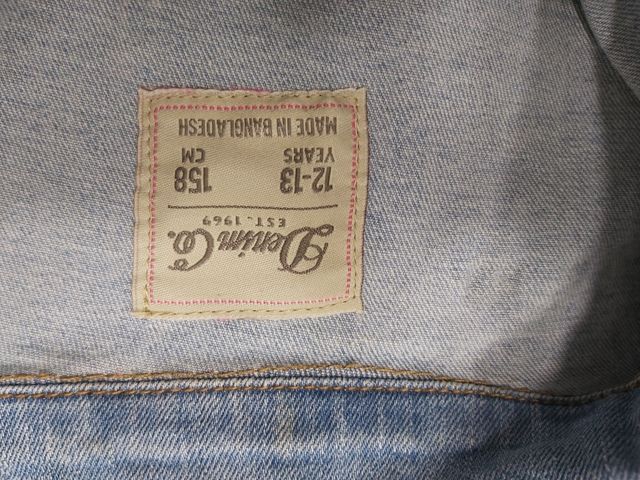 Denim Co.
EST. 1969
12-13 158
YEARS CM
MADE IN BANGLADESH